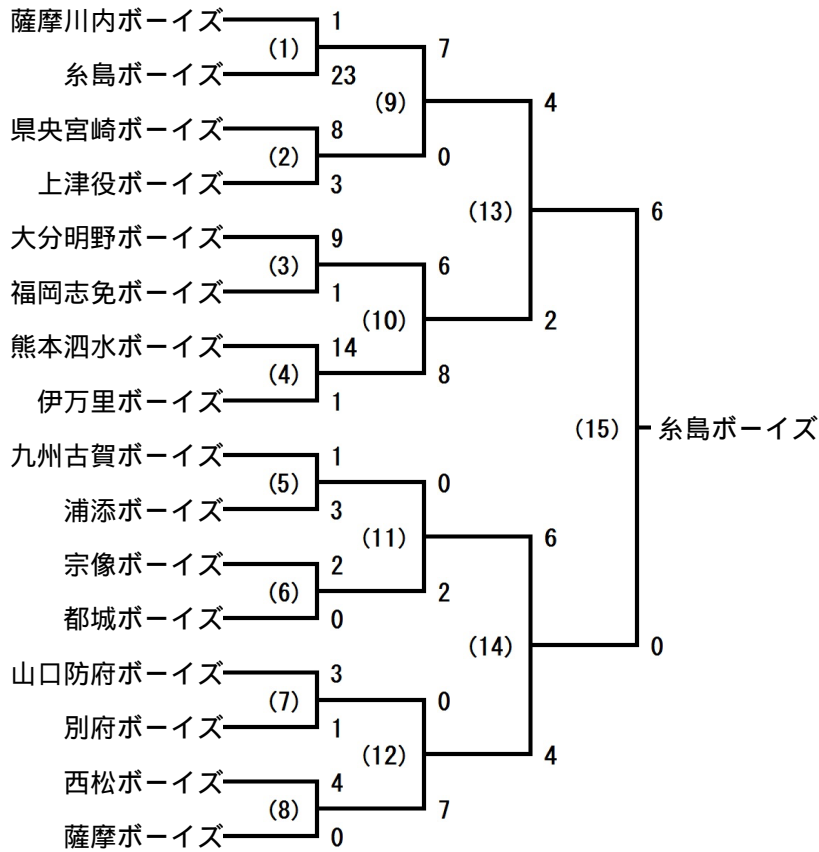 薩摩川内ボーイズ 1
(1) 7
糸島ボーイズ 23
(9) 4
県央宮崎ボーイズ 8
(2) 0
上津役ボーイズ 3
(13) 6
大分明野ボーイズ 9
(3) 6
福岡志免ボーイズ 1
(10) 2
熊本泗水ボーイズ 14
(4) 8
伊万里ボーイズ 1
(15) 糸島ボーイズ
九州古賀ボーイズ 1
(5) 0
浦添ボーイズ 3
(11) 6
宗像ボーイズ 2
(6) 2
都城ボーイズ 0
(14) 0
山口防府ボーイズ 3
(7) 0
別府ボーイズ 1
(12) 4
西松ボーイズ 4
(8) 7
薩摩ボーイズ 0